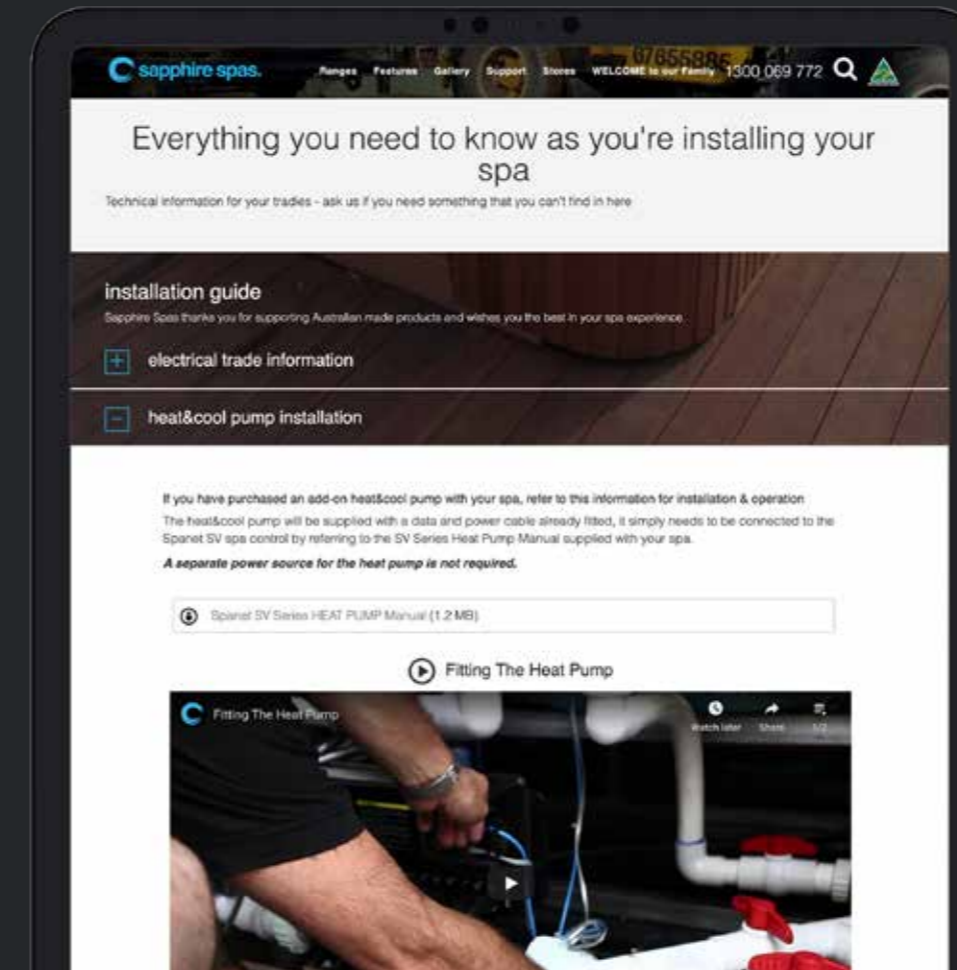 67655885
sapphire spas.
Ranges Features Gallery Support Stores WELCOME to our Family 1300 069 772
Everything you need to know as you're installing your
spa
Technical information for your tradies - ask us if you need something that you can't find in here
installation guide
Sapphire Spas thanks you for supporting Australian made products and wishes you the best in your spa experience.
electrical trade information
heat&cool pump installation
If you have purchased an add-on heat&cool pump with your spa, refer to this information for installation & operation
The heat&cool pump will be supplied with a data and power cable already fitted, it simply needs to be connected to the
Spanet SV spa control by referring to the SV Series Heat Pump Manual supplied with your spa.
A separate power source for the heat pump is not required.
Spanet SV Series HEAT PUMP Manual (1.2 MB)
Fitting The Heat Pump
Fitting The Heat Pump
Watch later Share 1/2